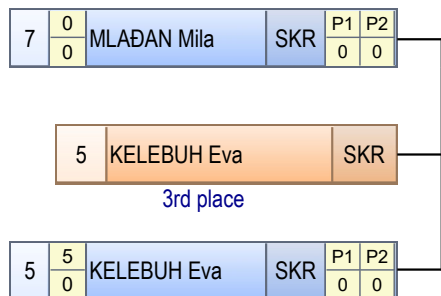 7 0 0 MLAĐAN Mila SKR P1 P2 0 0
5 KELEBUH Eva SKR
3rd place
5 5 0 KELEBUH Eva SKR P1 P2 0 0